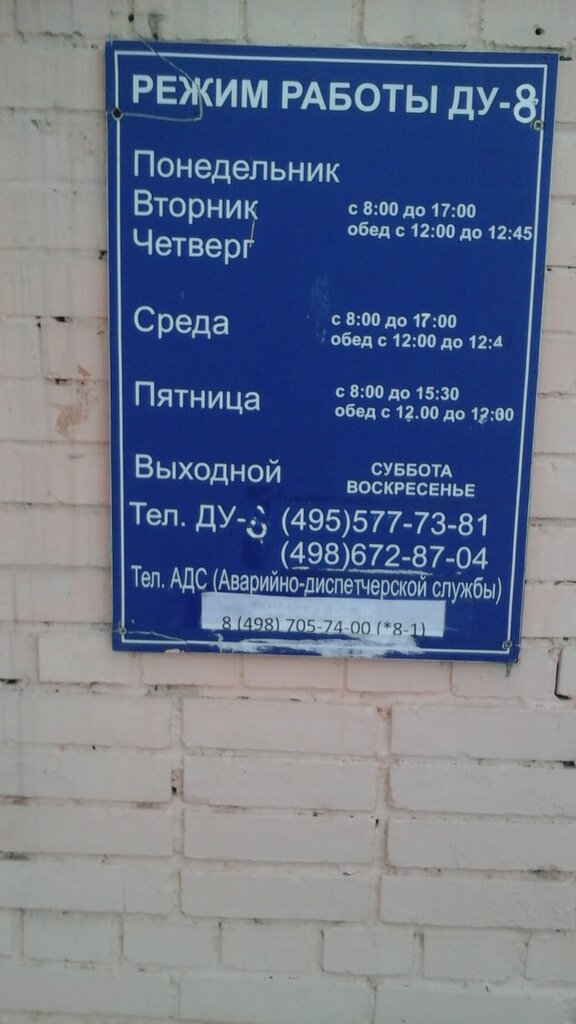 РЕЖИМ РАБОТЫ ДУ-8
Понедельник
Вторник с 8:00 до 17:00
Четверг обед с 12:00 до 12:45
Среда с 8:00 до 17:00
обед с 12:00 до 12:4
Пятница с 8:00 до 15:30
обед с 12.00 до 12:00
Выходной СУББОТА
ВОСКРЕСЕНЬЕ
Тел. ДУ-8 (495)577-73-81
(498)672-87-04
Тел. АДС (Аварийно-диспетчерской службы)
8 (498) 705-74-00 (*8-1)